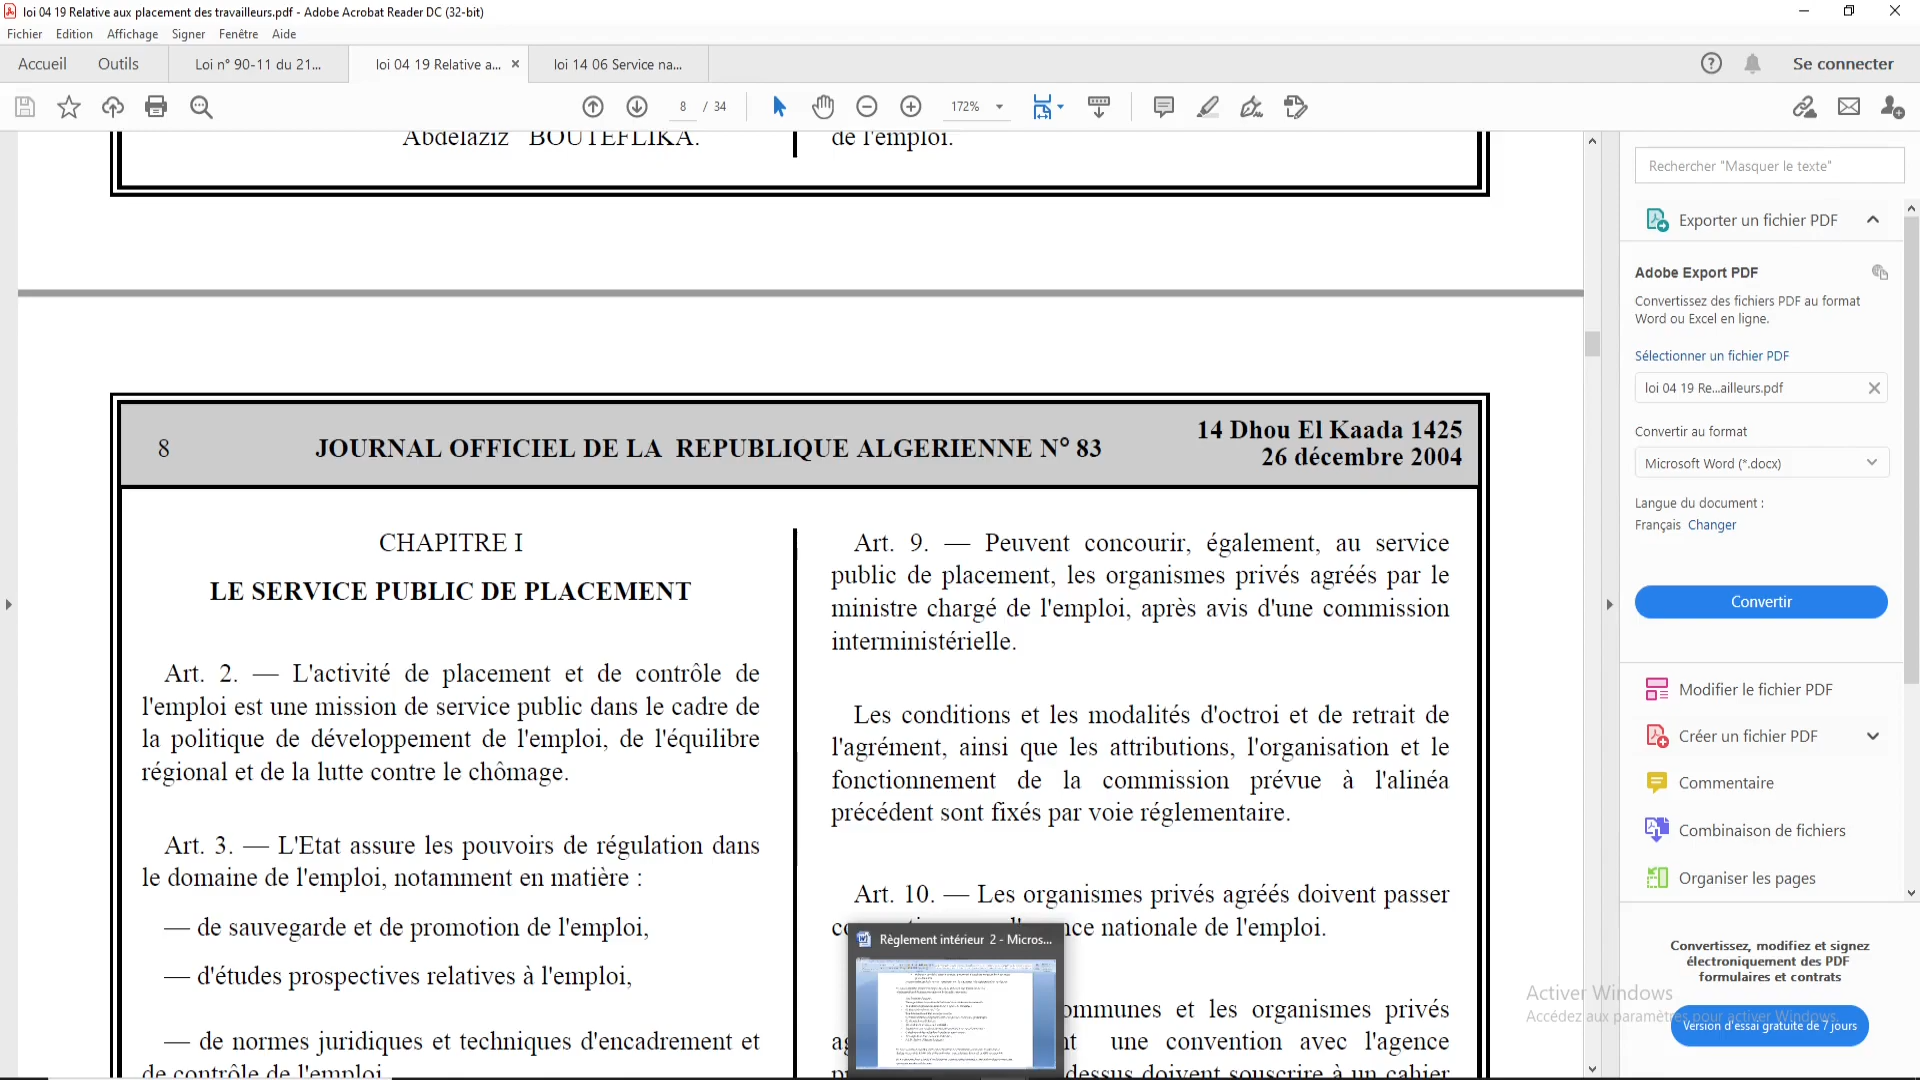 loi 04 19 Relative aux placement des travailleurs.pdf - Adobe Acrobat Reader DC (32-bit)
Fichier Edition Affichage Signer Fenêtre Aide
Accueil Outils Loi n° 90-11 du 21... loi 04 19 Relative a... loi 14 06 Service na... Se connecter
8 / 34 172%
Abdelaziz BOUTEFLIKA.
de l'emploi.
8 JOURNAL OFFICIEL DE LA REPUBLIQUE ALGERIENNE N° 83
14 Dhou El Kaada 1425
26 décembre 2004
CHAPITRE I
LE SERVICE PUBLIC DE PLACEMENT
Art. 2. — L'activité de placement et de contrôle de
l'emploi est une mission de service public dans le cadre de
la politique de développement de l'emploi, de l'équilibre
régional et de la lutte contre le chômage.
Art. 3. — L'Etat assure les pouvoirs de régulation dans
le domaine de l'emploi, notamment en matière :
— de sauvegarde et de promotion de l'emploi,
— d'études prospectives relatives à l'emploi,
— de normes juridiques et techniques d'encadrement et
de contrôle de l'emploi
Art. 9. — Peuvent concourir, également, au service
public de placement, les organismes privés agréés par le
ministre chargé de l'emploi, après avis d'une commission
interministérielle.
Les conditions et les modalités d'octroi et de retrait de
l'agrément, ainsi que les attributions, l'organisation et le
fonctionnement de la commission prévue à l'alinéa
précédent sont fixés par voie réglementaire.
Art. 10. — Les organismes privés agréés doivent passer
nationale de l'emploi.
et les organismes privés
une convention avec l'agence
doivent souscrire à un cahier
Règlement intérieur 2 - Micros...
Rechercher "Masquer le texte"
Exporter un fichier PDF
Adobe Export PDF
Convertissez des fichiers PDF au format
Word ou Excel en ligne.
Sélectionner un fichier PDF
loi 04 19 Re...ailleurs.pdf
Convertir au format
Microsoft Word (*.docx)
Langue du document :
Français Changer
Convertir
Modifier le fichier PDF
Créer un fichier PDF
Commentaire
Combinaison de fichiers
Organiser les pages
Convertissez, modifiez et signez
électroniquement des PDF
formulaires et contrats
Version d'essai gratuite de 7 jours
Activer Windows
Accédez aux paramètres pour activer Windows.